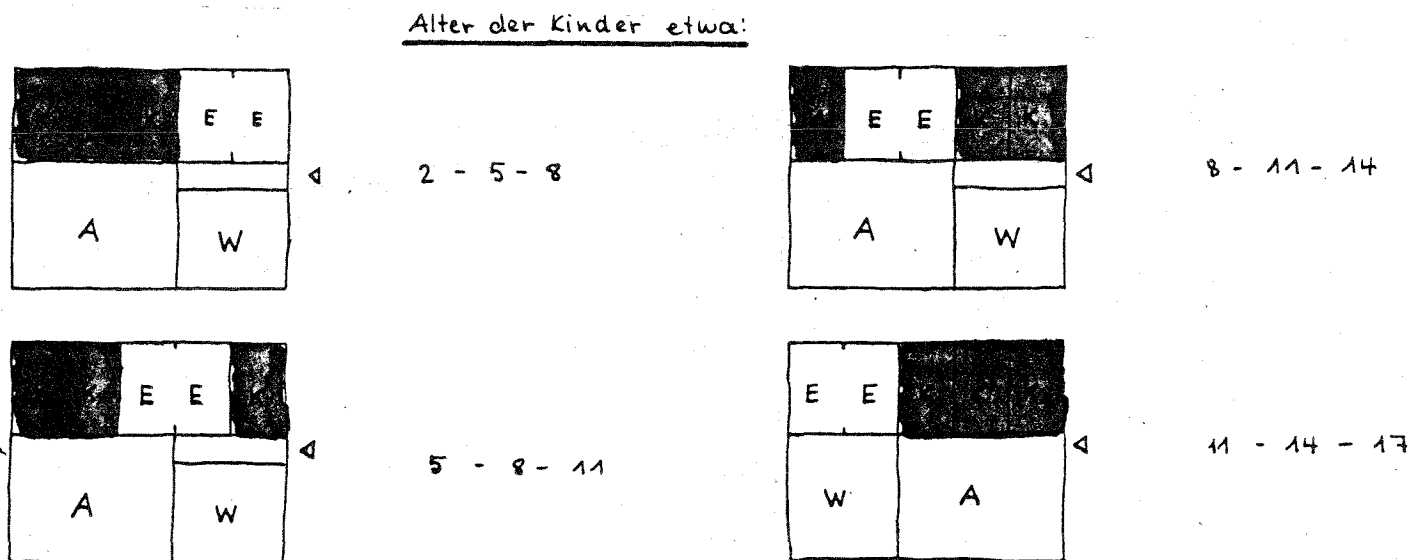 Alter der Kinder etwa:
E E
A W
2 - 5 - 8
E E K
A W
8 - 11 - 14
E E
A W
5 - 8 - 11
E E
W A
11 - 14 - 17